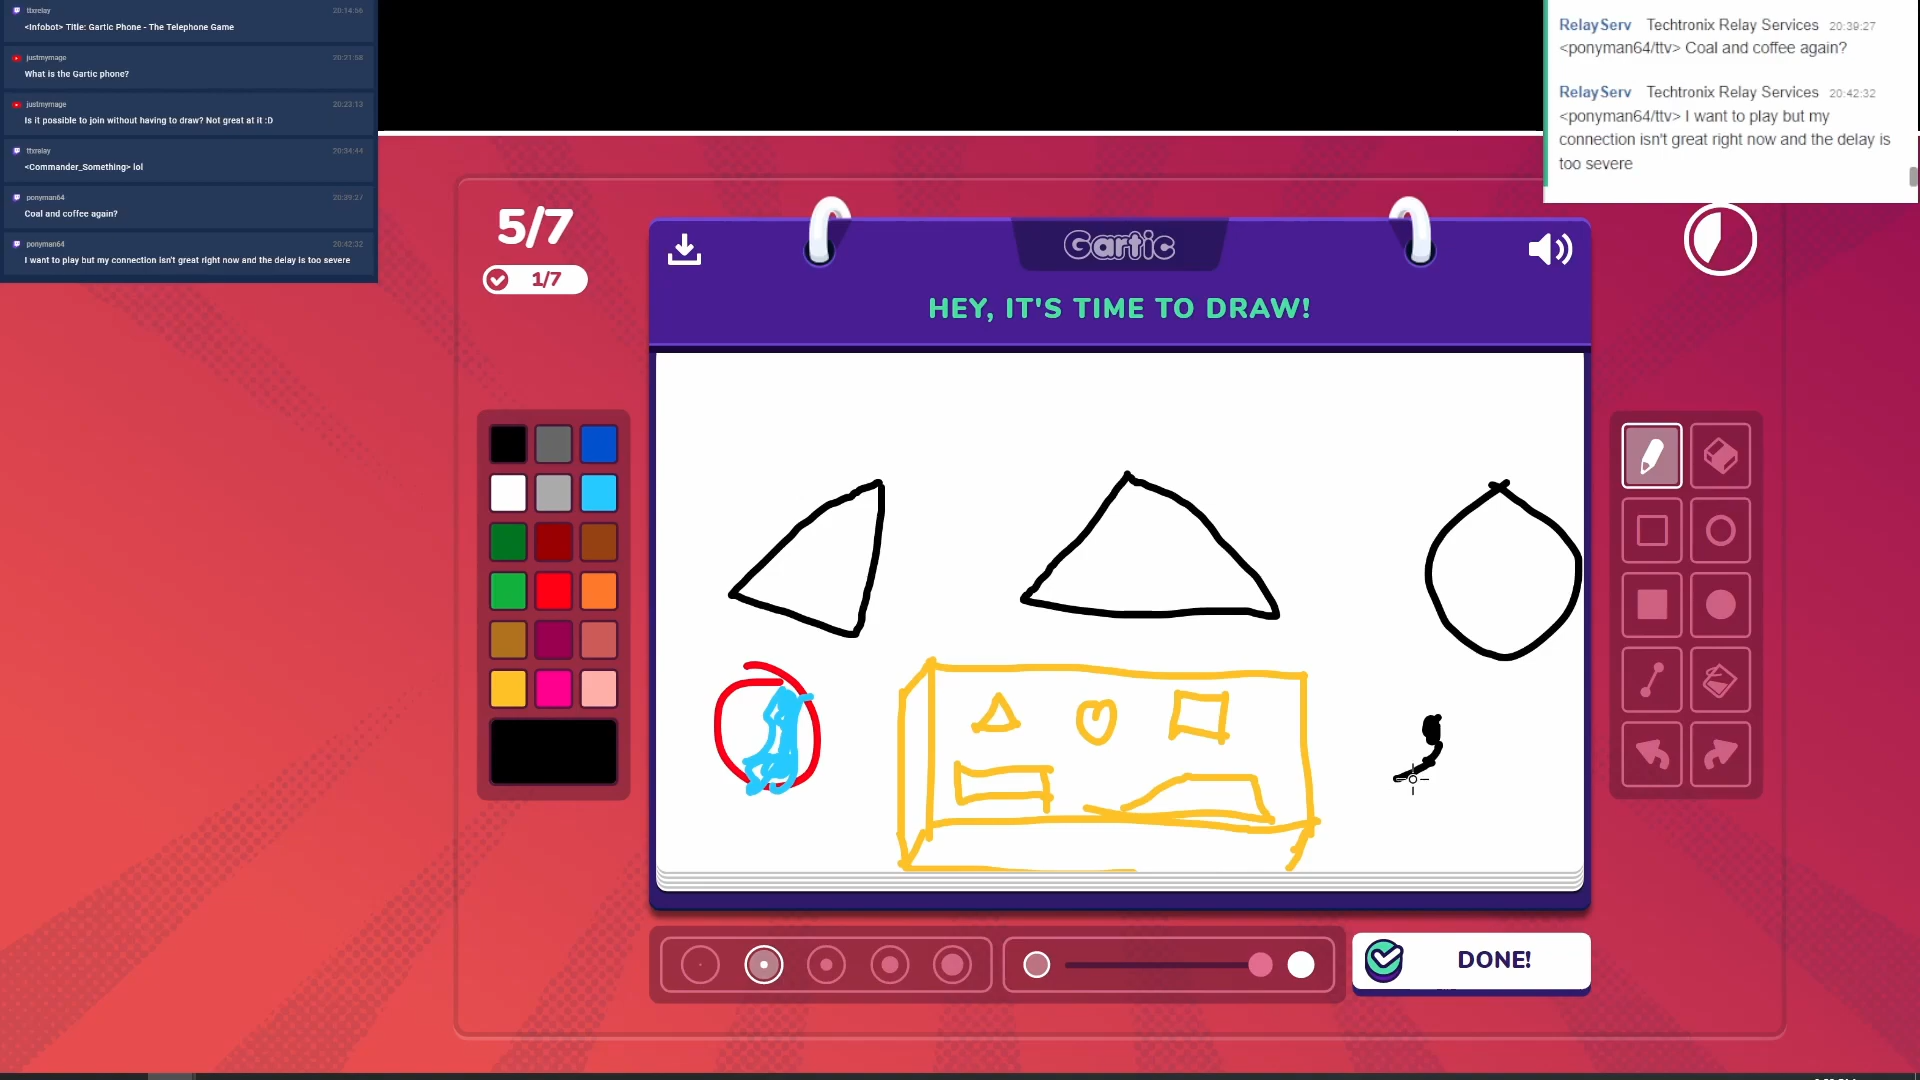 ttxrelay 20:14:56
<Infobot> Title: Gartic Phone - The Telephone Game
justmymage 20:21:58
What is the Gartic phone?
justmymage 20:23:13
Is it possible to join without having to draw? Not great at it :D
ttxrelay 20:34:44
<Commander_Something> lol
ponyman64 20:39:27
Coal and coffee again?
ponyman64 20:42:32
I want to play but my connection isn't great right now and the delay is too severe
RelayServ Techtronix Relay Services 20:39:27
<ponyman64/ttv> Coal and coffee again?
RelayServ Techtronix Relay Services 20:42:32
<ponyman64/ttv> I want to play but my
connection isn't great right now and the delay is
too severe
5/7
1/7
Gartic
HEY, IT'S TIME TO DRAW!
DONE!